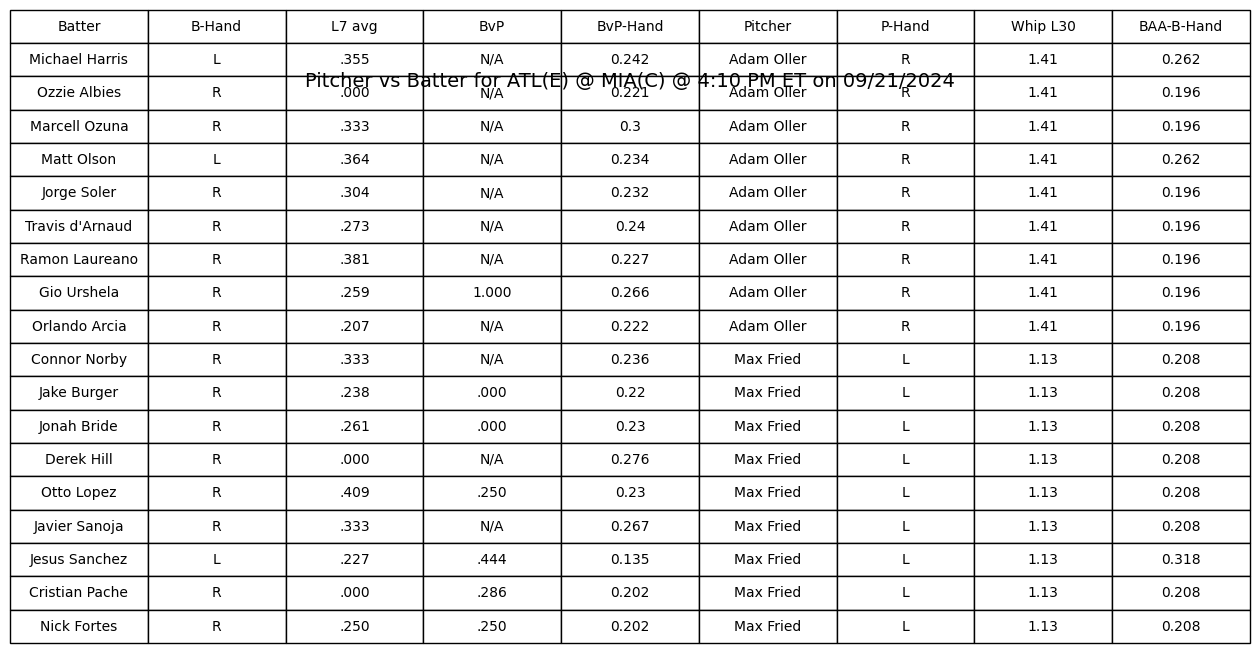 Batter B-Hand L7 avg BvP BvP-Hand Pitcher P-Hand Whip L30 BAA-B-Hand
Michael Harris L .355 N/A 0.242 Adam Oller R 1.41 0.262
Pitcher vs Batter for ATL(E) @ MIA(C) @ 4:10 PM ET on 09/21/2024
Ozzie Albies R .000 N/A 0.221 Adam Oller R 1.41 0.196
Marcell Ozuna R .333 N/A 0.3 Adam Oller R 1.41 0.196
Matt Olson L .364 N/A 0.234 Adam Oller R 1.41 0.262
Jorge Soler R .304 N/A 0.232 Adam Oller R 1.41 0.196
Travis d'Arnaud R .273 N/A 0.24 Adam Oller R 1.41 0.196
Ramon Laureano R .381 N/A 0.227 Adam Oller R 1.41 0.196
Gio Urshela R .259 1.000 0.266 Adam Oller R 1.41 0.196
Orlando Arcia R .207 N/A 0.222 Adam Oller R 1.41 0.196
Connor Norby R .333 N/A 0.236 Max Fried L 1.13 0.208
Jake Burger R .238 .000 0.22 Max Fried L 1.13 0.208
Jonah Bride R .261 .000 0.23 Max Fried L 1.13 0.208
Derek Hill R .000 N/A 0.276 Max Fried L 1.13 0.208
Otto Lopez R .409 .250 0.23 Max Fried L 1.13 0.208
Javier Sanoja R .333 N/A 0.267 Max Fried L 1.13 0.208
Jesus Sanchez L .227 .444 0.135 Max Fried L 1.13 0.318
Cristian Pache R .000 .286 0.202 Max Fried L 1.13 0.208
Nick Fortes R .250 .250 0.202 Max Fried L 1.13 0.208